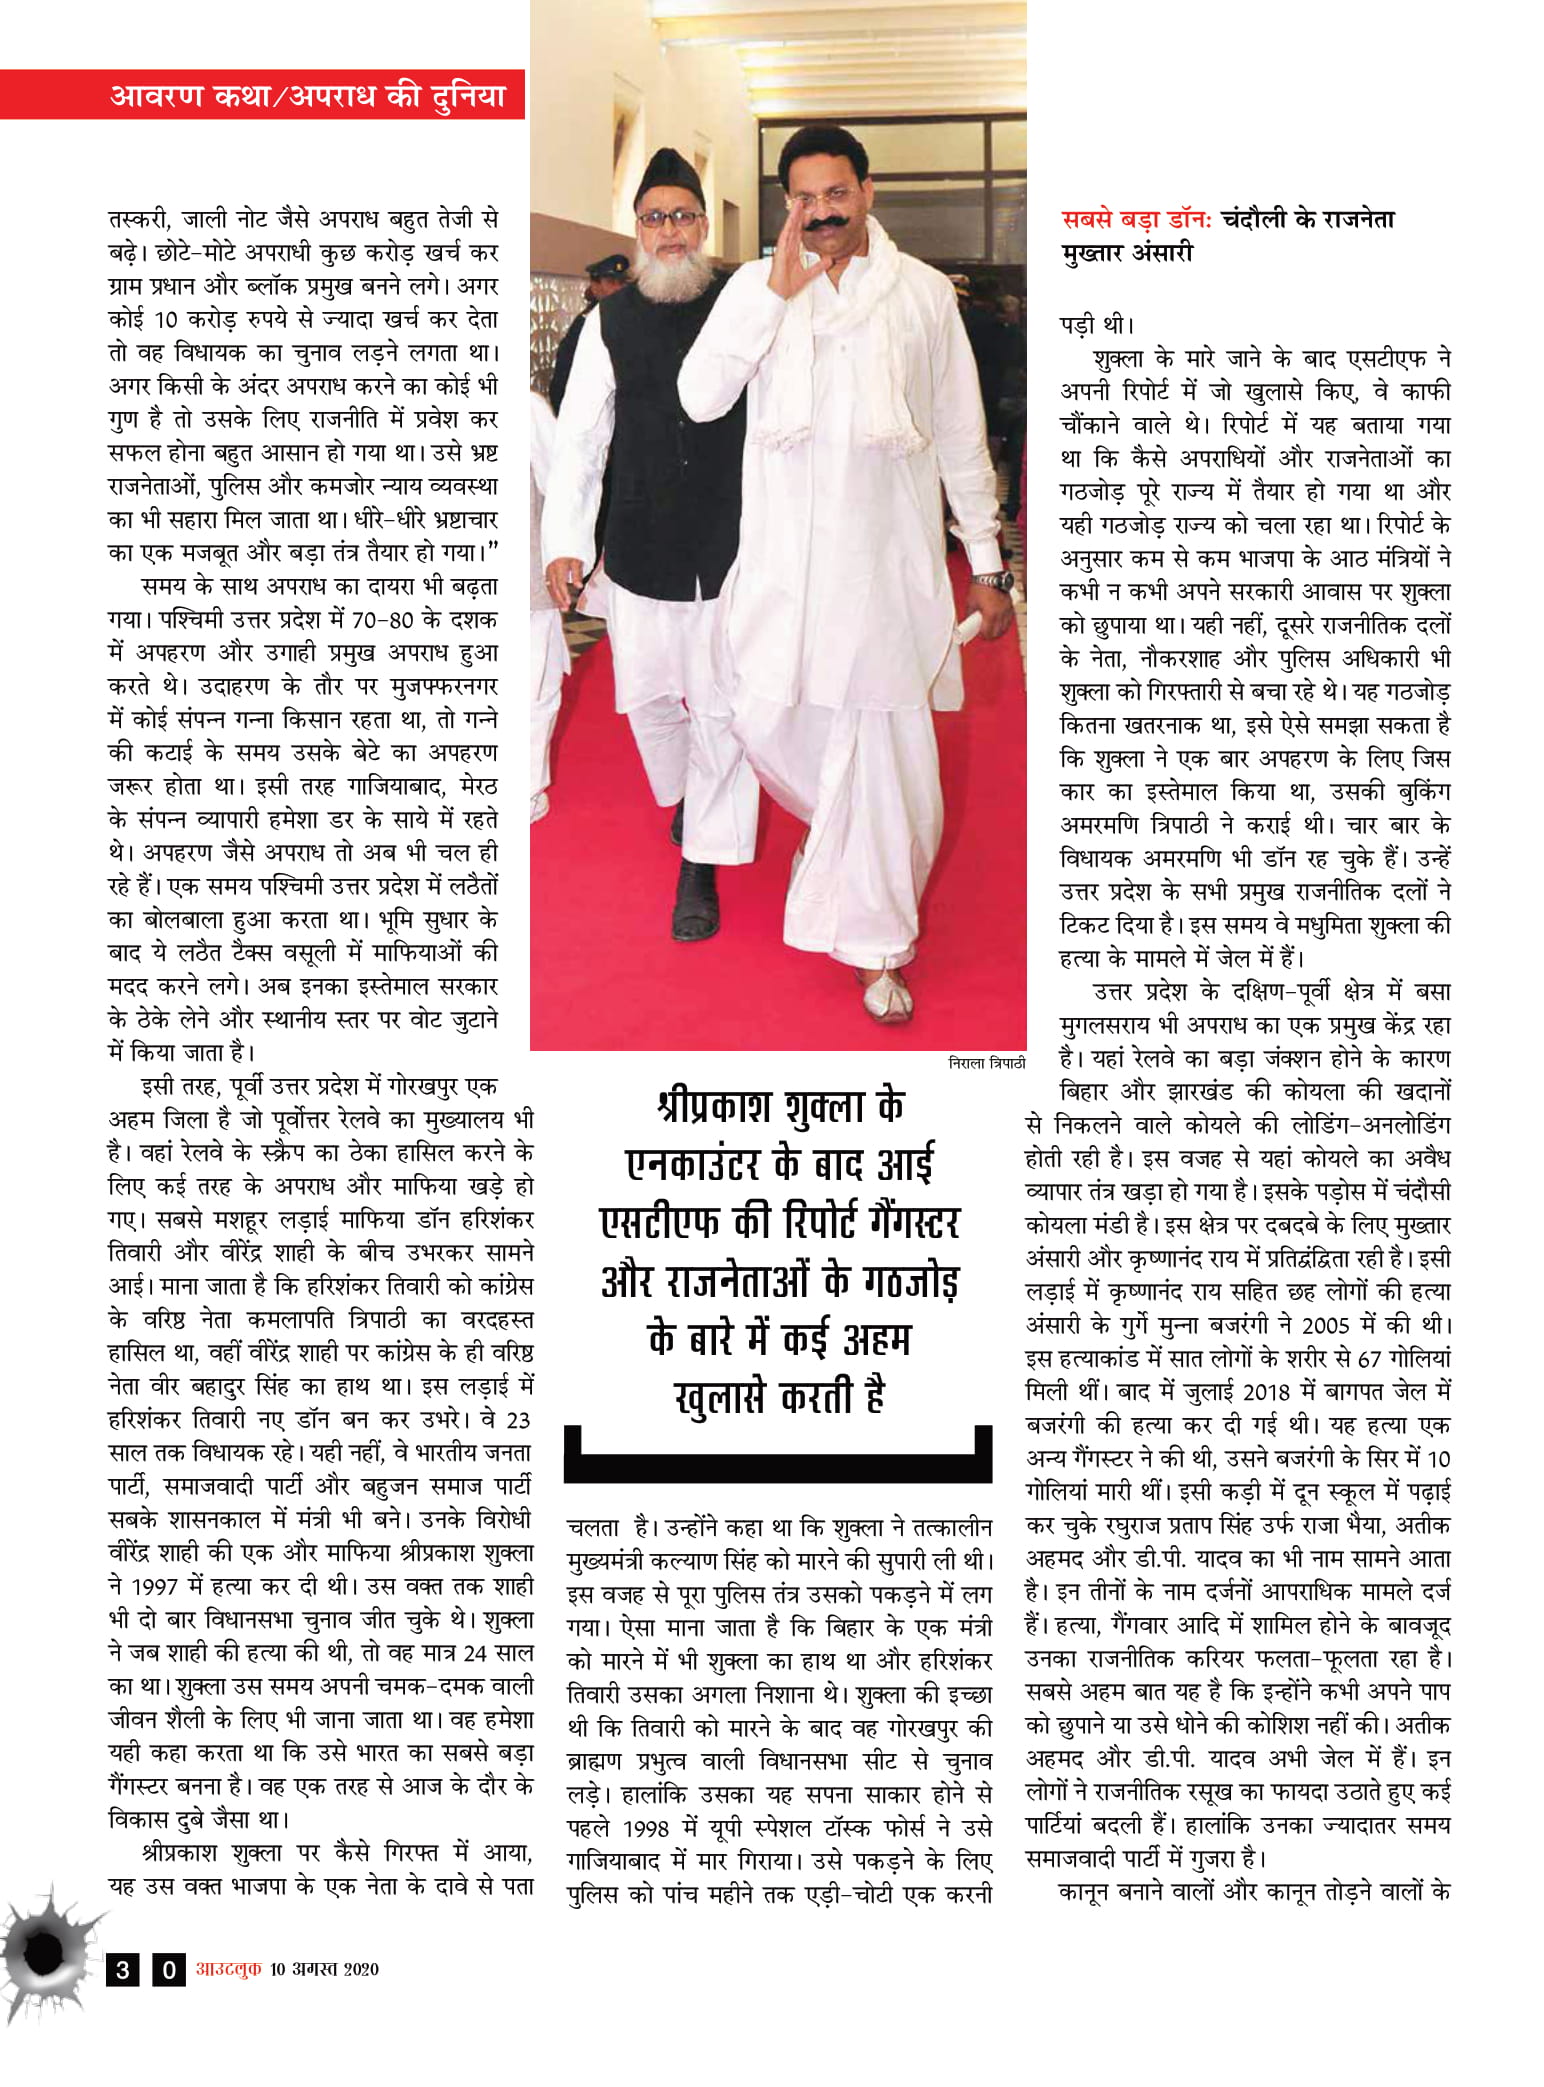 आवरण कथा/अपराध की दुनिया
तस्करी, जाली नोट जैसे अपराध बहुत तेजी से
बढ़े। छोटे-मोटे अपराधी कुछ करोड़ खर्च कर
ग्राम प्रधान और ब्लॉक प्रमुख बनने लगे। अगर
कोई 10 करोड़ रुपये से ज्यादा खर्च कर देता
तो वह विधायक का चुनाव लड़ने लगता था।
अगर किसी के अंदर अपराध करने का कोई भी
गुण है तो उसके लिए राजनीति में प्रवेश कर
सफल होना बहुत आसान हो गया था। उसे भ्रष्ट
राजनेताओं, पुलिस और कमजोर न्याय व्यवस्था
का भी सहारा मिल जाता था। धीरे-धीरे भ्रष्टाचार
का एक मजबूत और बड़ा तंत्र तैयार हो गया।”
समय के साथ अपराध का दायरा भी बढ़ता
गया। पश्चिमी उत्तर प्रदेश में 70-80 के दशक
में अपहरण और उगाही प्रमुख अपराध हुआ
करते थे। उदाहरण के तौर पर मुजफ्फरनगर
में कोई संपन्न गन्ना किसान रहता था, तो गन्ने
की कटाई के समय उसके बेटे का अपहरण
जरूर होता था। इसी तरह गाजियाबाद, मेरठ
के संपन्न व्यापारी हमेशा डर के साये में रहते
थे। अपहरण जैसे अपराध तो अब भी चल ही
रहे हैं। एक समय पश्चिमी उत्तर प्रदेश में लठैतों
का बोलबाला हुआ करता था। भूमि सुधार के
बाद ये लठैत टैक्स वसूली में माफियाओं की
मदद करने लगे। अब इनका इस्तेमाल सरकार
के ठेके लेने और स्थानीय स्तर पर वोट जुटाने
में किया जाता है।
इसी तरह, पूर्वी उत्तर प्रदेश में गोरखपुर एक
अहम जिला है जो पूर्वोत्तर रेलवे का मुख्यालय भी
है। वहां रेलवे के स्क्रैप का ठेका हासिल करने के
लिए कई तरह के अपराध और माफिया खड़े हो
गए। सबसे मशहूर लड़ाई माफिया डॉन हरिशंकर
तिवारी और वीरेंद्र शाही के बीच उभरकर सामने
आई। माना जाता है कि हरिशंकर तिवारी को कांग्रेस
के वरिष्ठ नेता कमलापति त्रिपाठी का वरदहस्त
हासिल था, वहीं वीरेंद्र शाही पर कांग्रेस के ही वरिष्ठ
नेता वीर बहादुर सिंह का हाथ था। इस लड़ाई में
हरिशंकर तिवारी नए डॉन बन कर उभरे। वे 23
साल तक विधायक रहे। यही नहीं, वे भारतीय जनता
पार्टी, समाजवादी पार्टी और बहुजन समाज पार्टी
सबके शासनकाल में मंत्री भी बने। उनके विरोधी
वीरेंद्र शाही की एक और माफिया श्रीप्रकाश शुक्ला
ने 1997 में हत्या कर दी थी। उस वक्त तक शाही
भी दो बार विधानसभा चुनाव जीत चुके थे। शुक्ला
ने जब शाही की हत्या की थी, तो वह मात्र 24 साल
का था। शुक्ला उस समय अपनी चमक-दमक वाली
जीवन शैली के लिए भी जाना जाता था। वह हमेशा
यही कहा करता था कि उसे भारत का सबसे बड़ा
गैंगस्टर बनना है। वह एक तरह से आज के दौर के
विकास दुबे जैसा था।
श्रीप्रकाश शुक्ला पर कैसे गिरफ्त में आया,
यह उस वक्त भाजपा के एक नेता के दावे से पता
निराला त्रिपाठी
श्रीप्रकाश शुक्ला के
एनकाउंटर के बाद आई
एसटीएफ की रिपोर्ट गैंगस्टर
और राजनेताओं के गठजोड़
के बारे में कई अहम
खुलासे करती है
चलता है। उन्होंने कहा था कि शुक्ला ने तत्कालीन
मुख्यमंत्री कल्याण सिंह को मारने की सुपारी ली थी।
इस वजह से पूरा पुलिस तंत्र उसको पकड़ने में लग
गया। ऐसा माना जाता है कि बिहार के एक मंत्री
को मारने में भी शुक्ला का हाथ था और हरिशंकर
तिवारी उसका अगला निशाना थे। शुक्ला की इच्छा
थी कि तिवारी को मारने के बाद वह गोरखपुर की
ब्राह्मण प्रभुत्व वाली विधानसभा सीट से चुनाव
लड़े। हालांकि उसका यह सपना साकार होने से
पहले 1998 में यूपी स्पेशल टॉस्क फोर्स ने उसे
गाजियाबाद में मार गिराया। उसे पकड़ने के लिए
पुलिस को पांच महीने तक एड़ी-चोटी एक करनी
सबसे बड़ा डॉन: चंदौली के राजनेता
मुख्तार अंसारी
पड़ी थी।
शुक्ला के मारे जाने के बाद एसटीएफ ने
अपनी रिपोर्ट में जो खुलासे किए, वे काफी
चौंकाने वाले थे। रिपोर्ट में यह बताया गया
था कि कैसे अपराधियों और राजनेताओं का
गठजोड़ पूरे राज्य में तैयार हो गया था और
यही गठजोड़ राज्य को चला रहा था। रिपोर्ट के
अनुसार कम से कम भाजपा के आठ मंत्रियों ने
कभी न कभी अपने सरकारी आवास पर शुक्ला
को छुपाया था। यही नहीं, दूसरे राजनीतिक दलों
के नेता, नौकरशाह और पुलिस अधिकारी भी
शुक्ला को गिरफ्तारी से बचा रहे थे। यह गठजोड़
कितना खतरनाक था, इसे ऐसे समझा सकता है
कि शुक्ला ने एक बार अपहरण के लिए जिस
कार का इस्तेमाल किया था, उसकी बुकिंग
अमरमणि त्रिपाठी ने कराई थी। चार बार के
विधायक अमरमणि भी डॉन रह चुके हैं। उन्हें
उत्तर प्रदेश के सभी प्रमुख राजनीतिक दलों ने
टिकट दिया है। इस समय वे मधुमिता शुक्ला की
हत्या के मामले में जेल में हैं।
उत्तर प्रदेश के दक्षिण-पूर्वी क्षेत्र में बसा
मुगलसराय भी अपराध का एक प्रमुख केंद्र रहा
है। यहां रेलवे का बड़ा जंक्शन होने के कारण
बिहार और झारखंड की कोयला की खदानों
से निकलने वाले कोयले की लोडिंग-अनलोडिंग
होती रही है। इस वजह से यहां कोयले का अवैध
व्यापार तंत्र खड़ा हो गया है। इसके पड़ोस में चंदौसी
कोयला मंडी है। इस क्षेत्र पर दबदबे के लिए मुख्तार
अंसारी और कृष्णानंद राय में प्रतिद्वंद्विता रही है। इसी
लड़ाई में कृष्णानंद राय सहित छह लोगों की हत्या
अंसारी के गुर्गे मुन्ना बजरंगी ने 2005 में की थी।
इस हत्याकांड में सात लोगों के शरीर से 67 गोलियां
मिली थीं। बाद में जुलाई 2018 में बागपत जेल में
बजरंगी की हत्या कर दी गई थी। यह हत्या एक
अन्य गैंगस्टर ने की थी, उसने बजरंगी के सिर में 10
गोलियां मारी थीं। इसी कड़ी में दून स्कूल में पढ़ाई
कर चुके रघुराज प्रताप सिंह उर्फ राजा भैया, अतीक
अहमद और डी.पी. यादव का भी नाम सामने आता
है। इन तीनों के नाम दर्जनों आपराधिक मामले दर्ज
हैं। हत्या, गैंगवार आदि में शामिल होने के बावजूद
उनका राजनीतिक करियर फलता-फूलता रहा है।
सबसे अहम बात यह है कि इन्होंने कभी अपने पाप
को छुपाने या उसे धोने की कोशिश नहीं की। अतीक
अहमद और डी.पी. यादव अभी जेल में हैं। इन
लोगों ने राजनीतिक रसूख का फायदा उठाते हुए कई
पार्टियां बदली हैं। हालांकि उनका ज्यादातर समय
समाजवादी पार्टी में गुजरा है।
कानून बनाने वालों और कानून तोड़ने वालों के
30 आउटलुक 10 अगस्त 2020